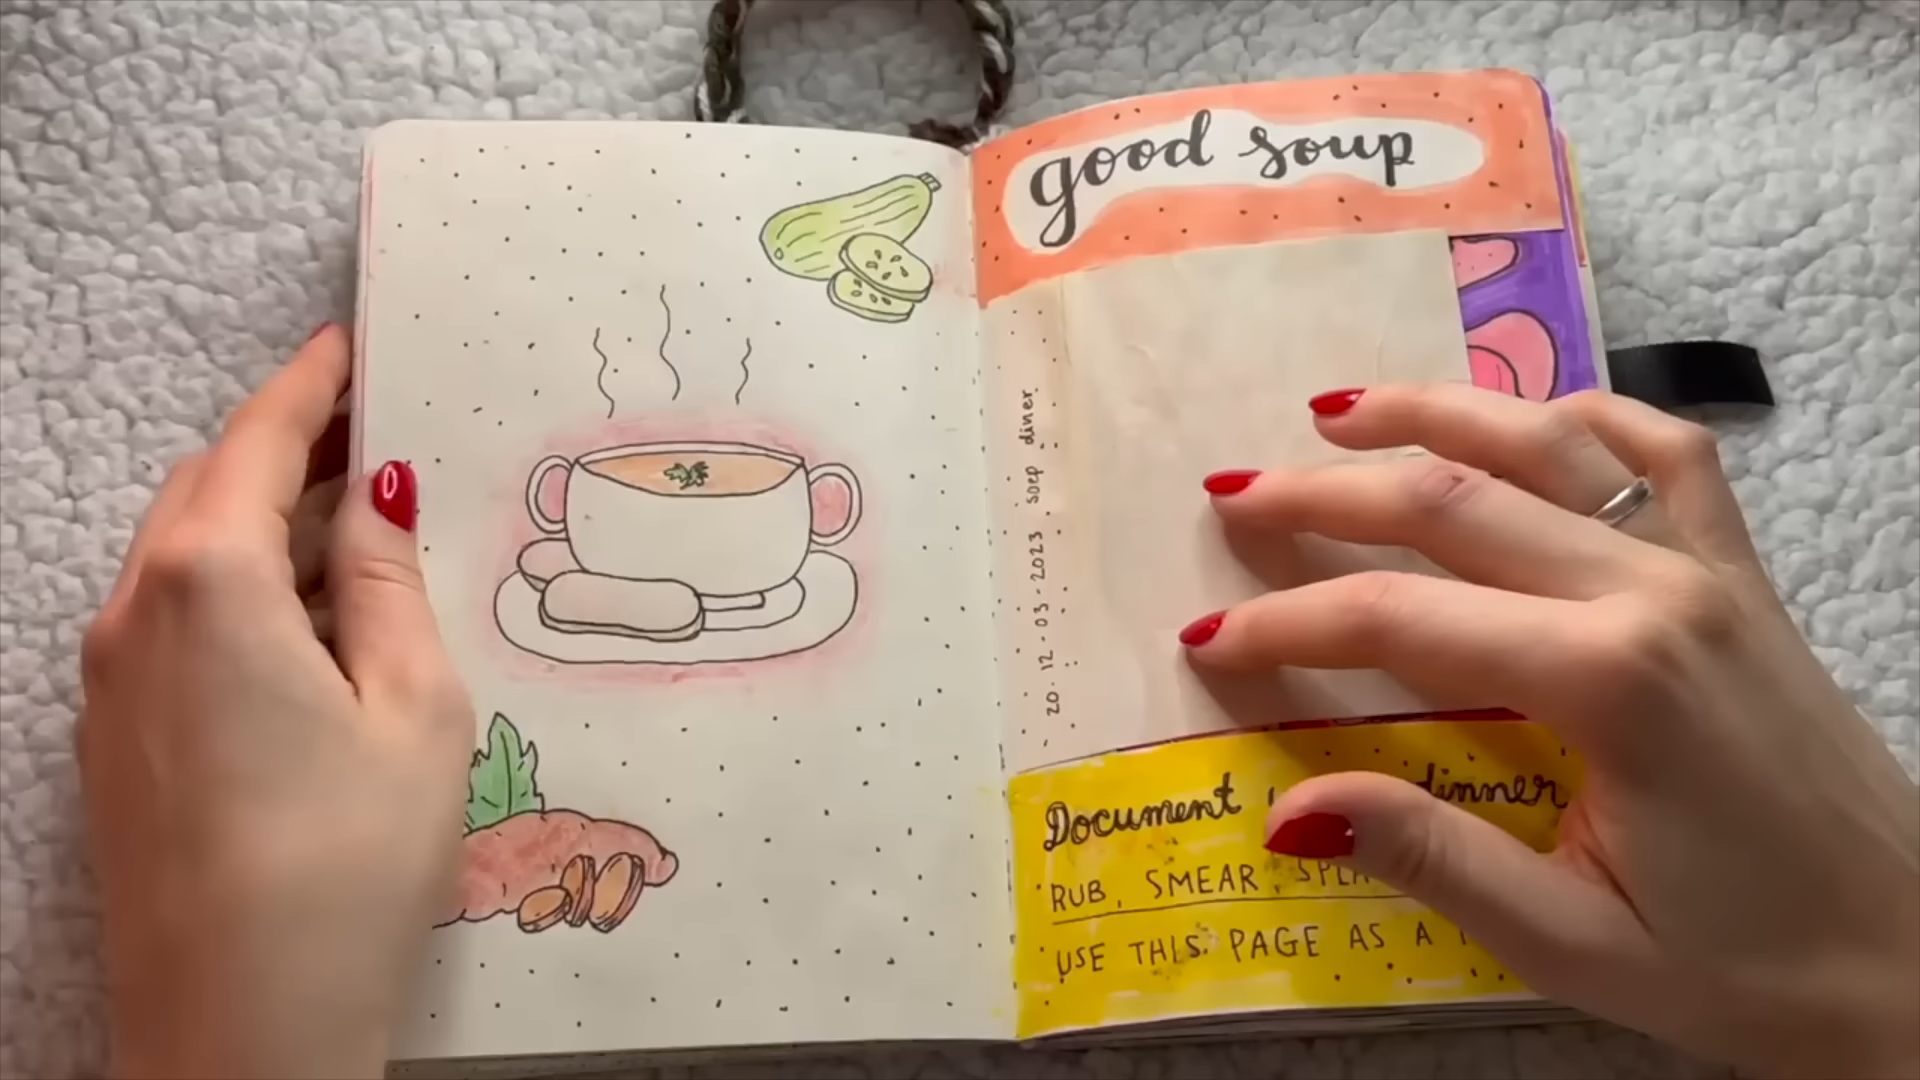 good soup
20·12-03-2023 soep diner
Document dinner
RUB, SMEAR,
USE THIS PAGE AS A